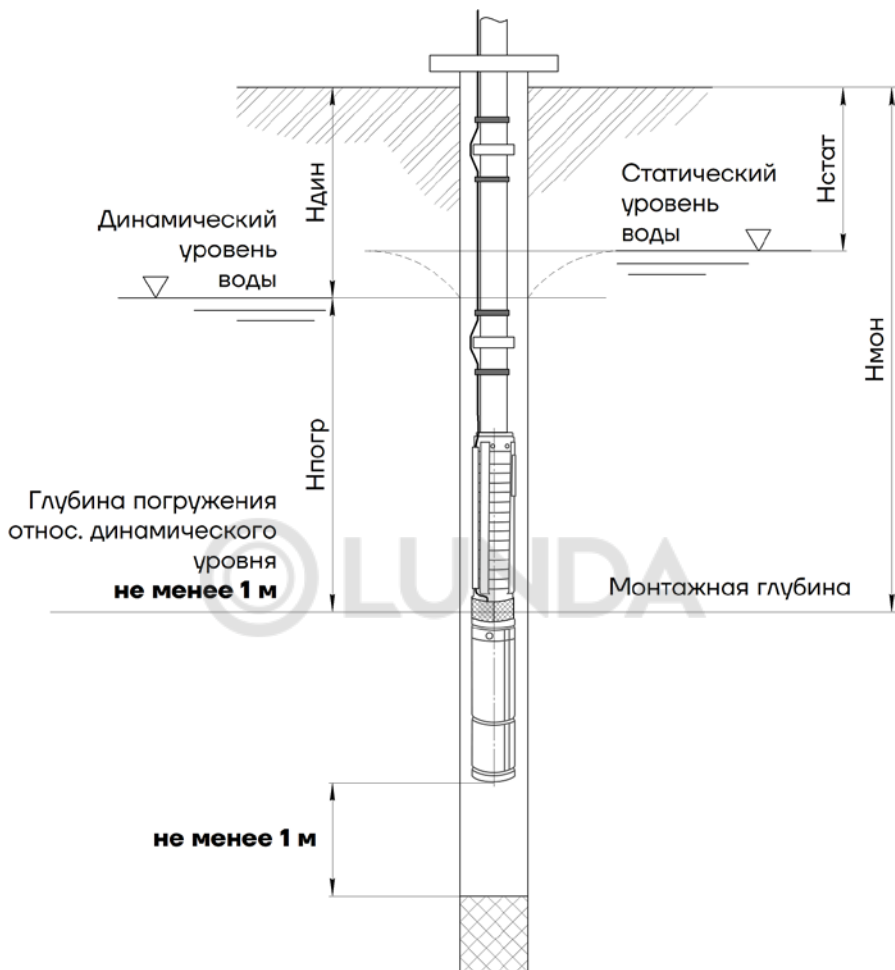 Ндин
Нстат
Статический
уровень
воды
Динамический
уровень
воды
Нмон
Нпогр
Глубина погружения
относ. динамического
уровня
не менее 1 м
LUNDA
Монтажная глубина
не менее 1 м